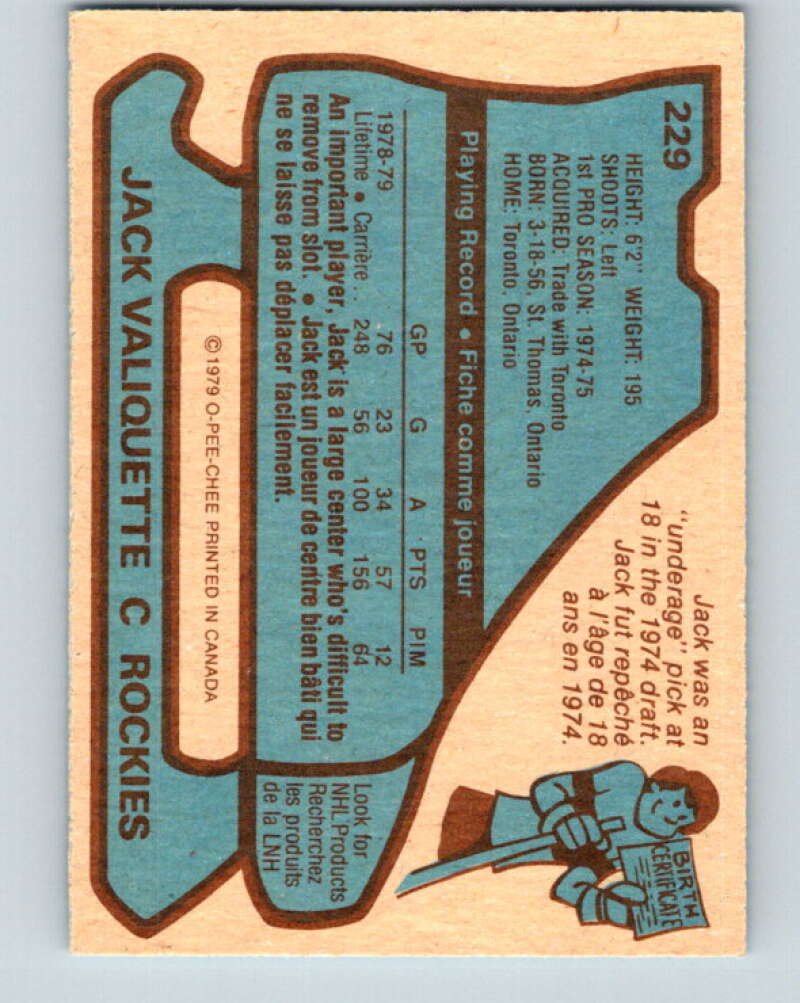 229
HEIGHT: 6'2" WEIGHT: 195
SHOOTS: Left
1st PRO SEASON: 1974-75
ACQUIRED: Trade with Toronto
BORN: 3-18-56, St. Thomas, Ontario
HOME: Toronto, Ontario
Jack was an
"underage" pick at
18 in the 1974 draft.
Jack fut repêché
à l'âge de 18
ans en 1974.
BIRTH
CERTIFICATE
Playing Record • Fiche comme joueur
GP G A PTS PIM
1978-79 76 23 34 57 12
Lifetime • Carrière .. 248 56 100 156 64
An important player, Jack is a large center who's difficult to
remove from slot. • Jack est un joueur de centre bien bâti qui
ne se laisse pas déplacer facilement.
Look for
NHL Products
Recherchez
les produits
de la LNH
©1979 O-PEE-CHEE PRINTED IN CANADA
JACK VALIQUETTE C ROCKIES